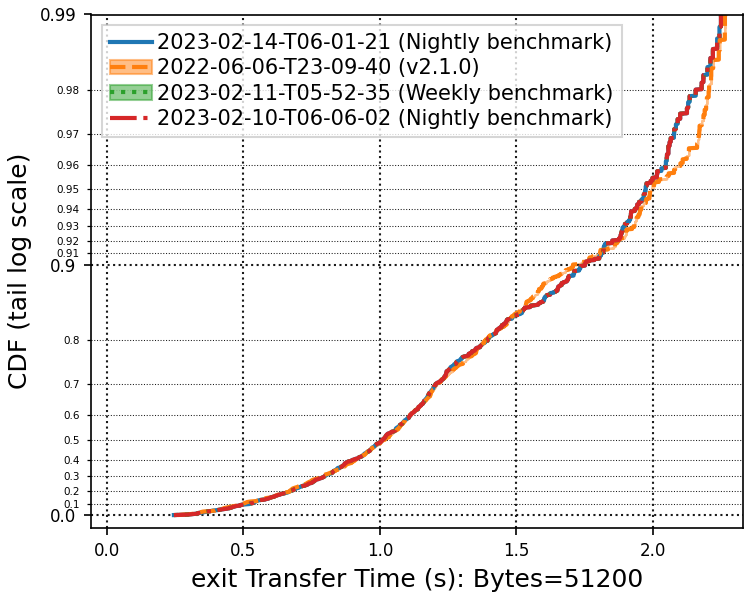 0.99
2023-02-14-T06-01-21 (Nightly benchmark)
2022-06-06-T23-09-40 (v2.1.0)
2023-02-11-T05-52-35 (Weekly benchmark)
2023-02-10-T06-06-02 (Nightly benchmark)
0.98
0.97
0.96
0.95
0.94
0.93
0.92
0.91
0.9
0.8
0.7
0.6
0.5
0.4
0.3
0.2
0.1
0.0
CDF (tail log scale)
0.0 0.5 1.0 1.5 2.0
exit Transfer Time (s): Bytes=51200